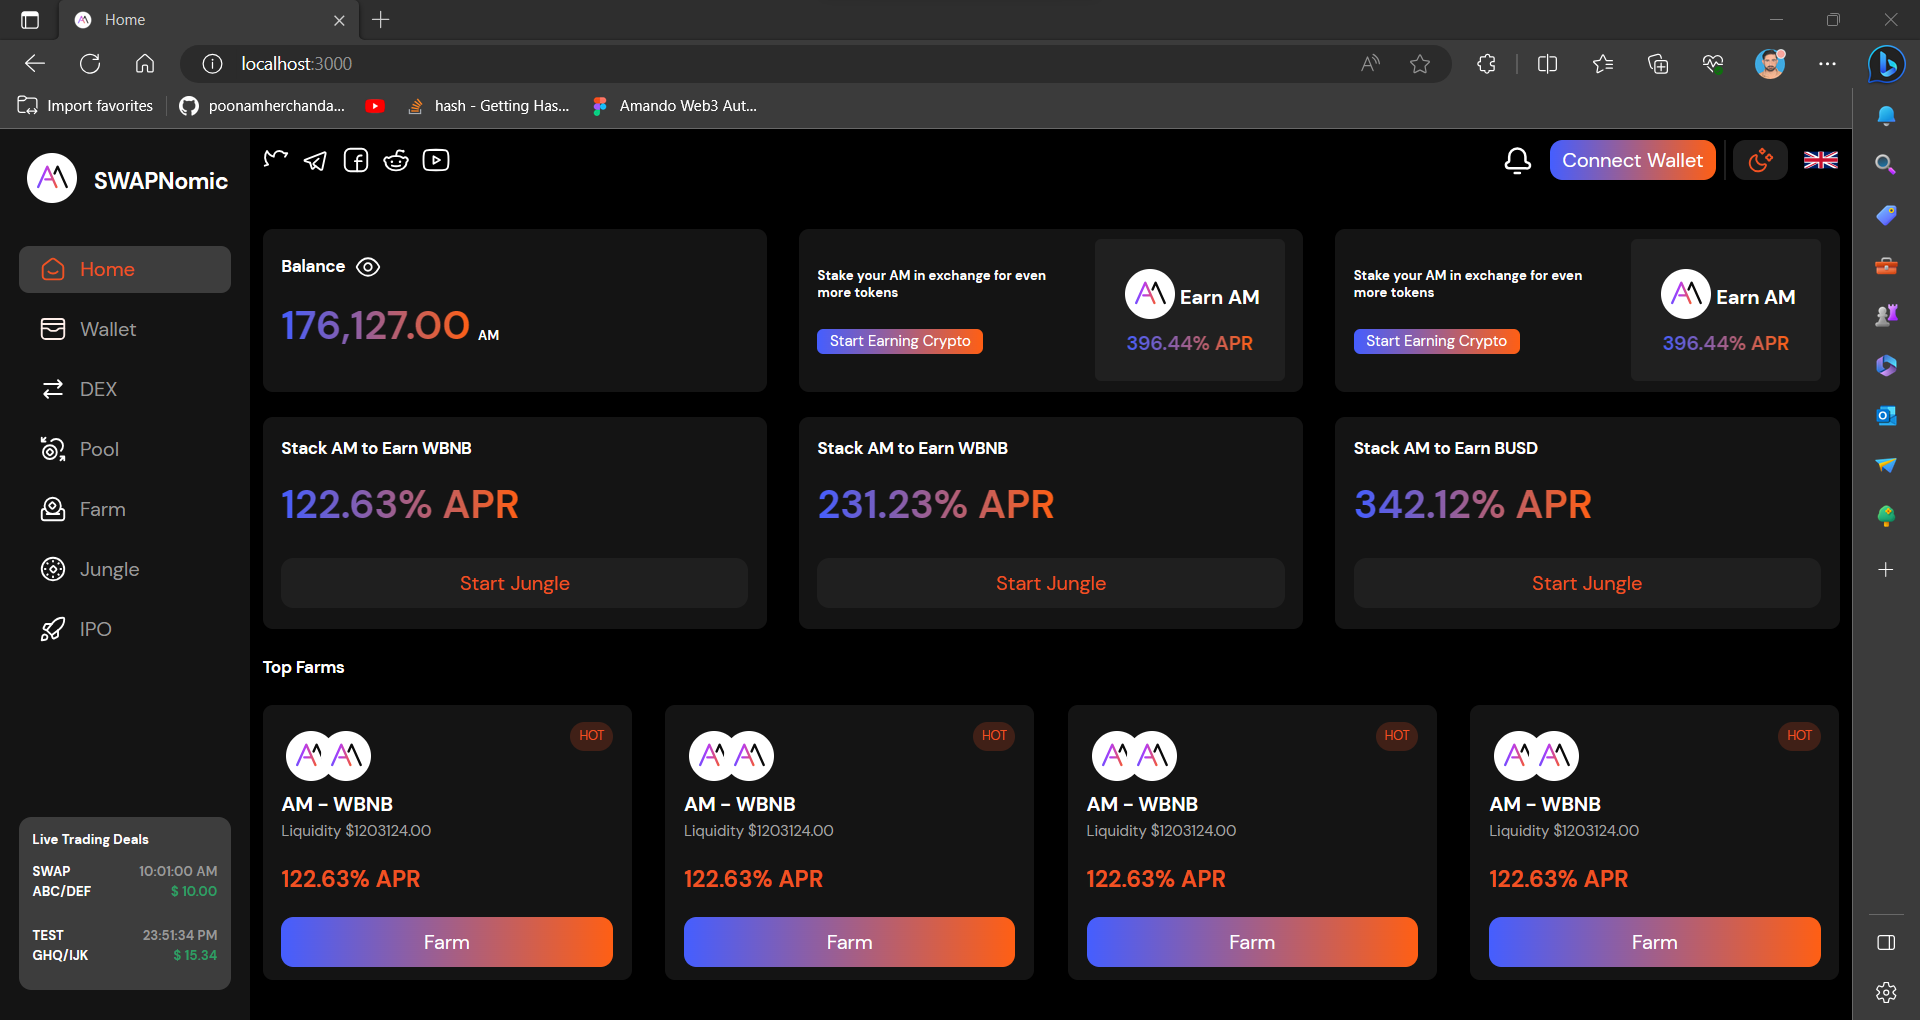 Home
localhost:3000
Import favorites
poonamherchanda...
hash - Getting Has...
Amando Web3 Aut...
SWAPNomic
Connect Wallet
Home
Wallet
DEX
Pool
Farm
Jungle
IPO
Live Trading Deals
SWAP 10:01:00 AM
ABC/DEF $ 10.00
TEST 23:51:34 PM
GHQ/IJK $ 15.34
Balance
176,127.00 AM
Stake your AM in exchange for even
more tokens
Start Earning Crypto
Earn AM
396.44% APR
Stake your AM in exchange for even
more tokens
Start Earning Crypto
Earn AM
396.44% APR
Stack AM to Earn WBNB
122.63% APR
Start Jungle
Stack AM to Earn WBNB
231.23% APR
Start Jungle
Stack AM to Earn BUSD
342.12% APR
Start Jungle
Top Farms
HOT
AM - WBNB
Liquidity $1203124.00
122.63% APR
Farm
HOT
AM - WBNB
Liquidity $1203124.00
122.63% APR
Farm
HOT
AM - WBNB
Liquidity $1203124.00
122.63% APR
Farm
HOT
AM - WBNB
Liquidity $1203124.00
122.63% APR
Farm